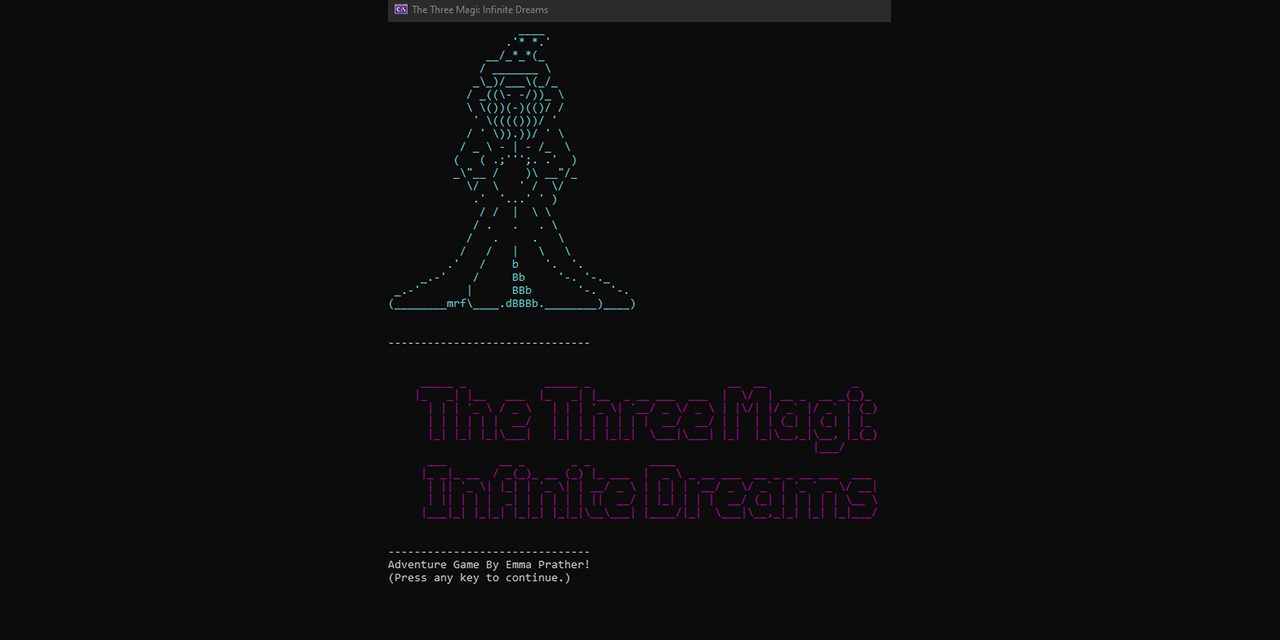 The Three Magi: Infinite Dreams
mrf
The Three Magi:
Infinite Dreams
Adventure Game By Emma Prather!
(Press any key to continue.)